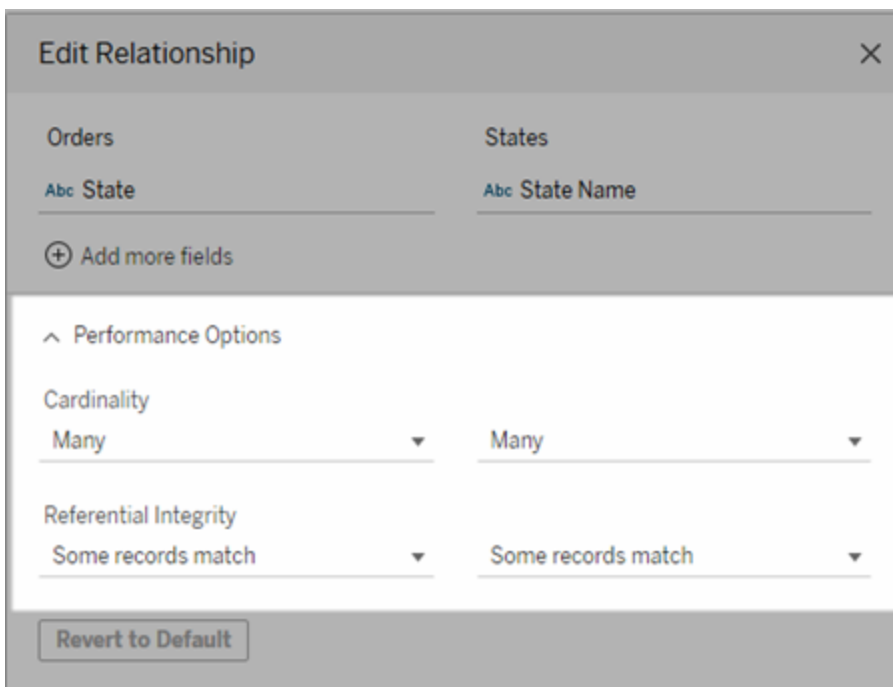 Edit Relationship
Orders States
Abc State Abc State Name
Add more fields
Performance Options
Cardinality
Many Many
Referential Integrity
Some records match Some records match
Revert to Default